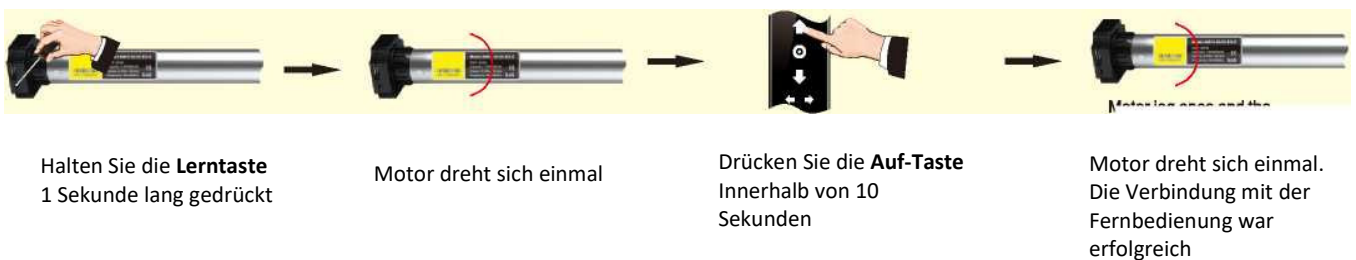 Motor jog once and the
Halten Sie die Lerntaste
1 Sekunde lang gedrückt
Motor dreht sich einmal
Drücken Sie die Auf-Taste
Innerhalb von 10
Sekunden
Motor dreht sich einmal.
Die Verbindung mit der
Fernbedienung war
erfolgreich